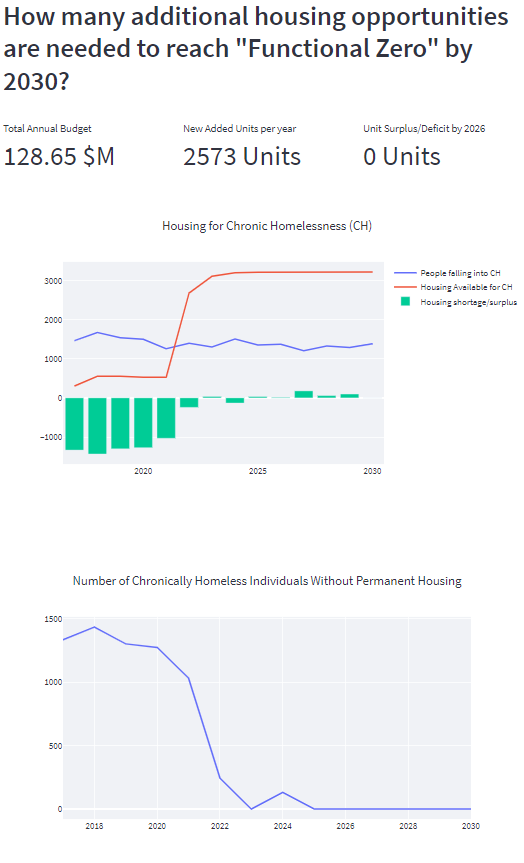 How many additional housing opportunities
are needed to reach "Functional Zero" by
2030?
Total Annual Budget
New Added Units per year
Unit Surplus/Deficit by 2026
128.65 $M
2573 Units
0 Units
Housing for Chronic Homelessness (CH)
3000
2000
1000
0
−1000
2020
2025
2030
People falling into CH
Housing Available for CH
Housing shortage/surplus
Number of Chronically Homeless Individuals Without Permanent Housing
1500
1000
500
0
2018
2020
2022
2024
2026
2028
2030